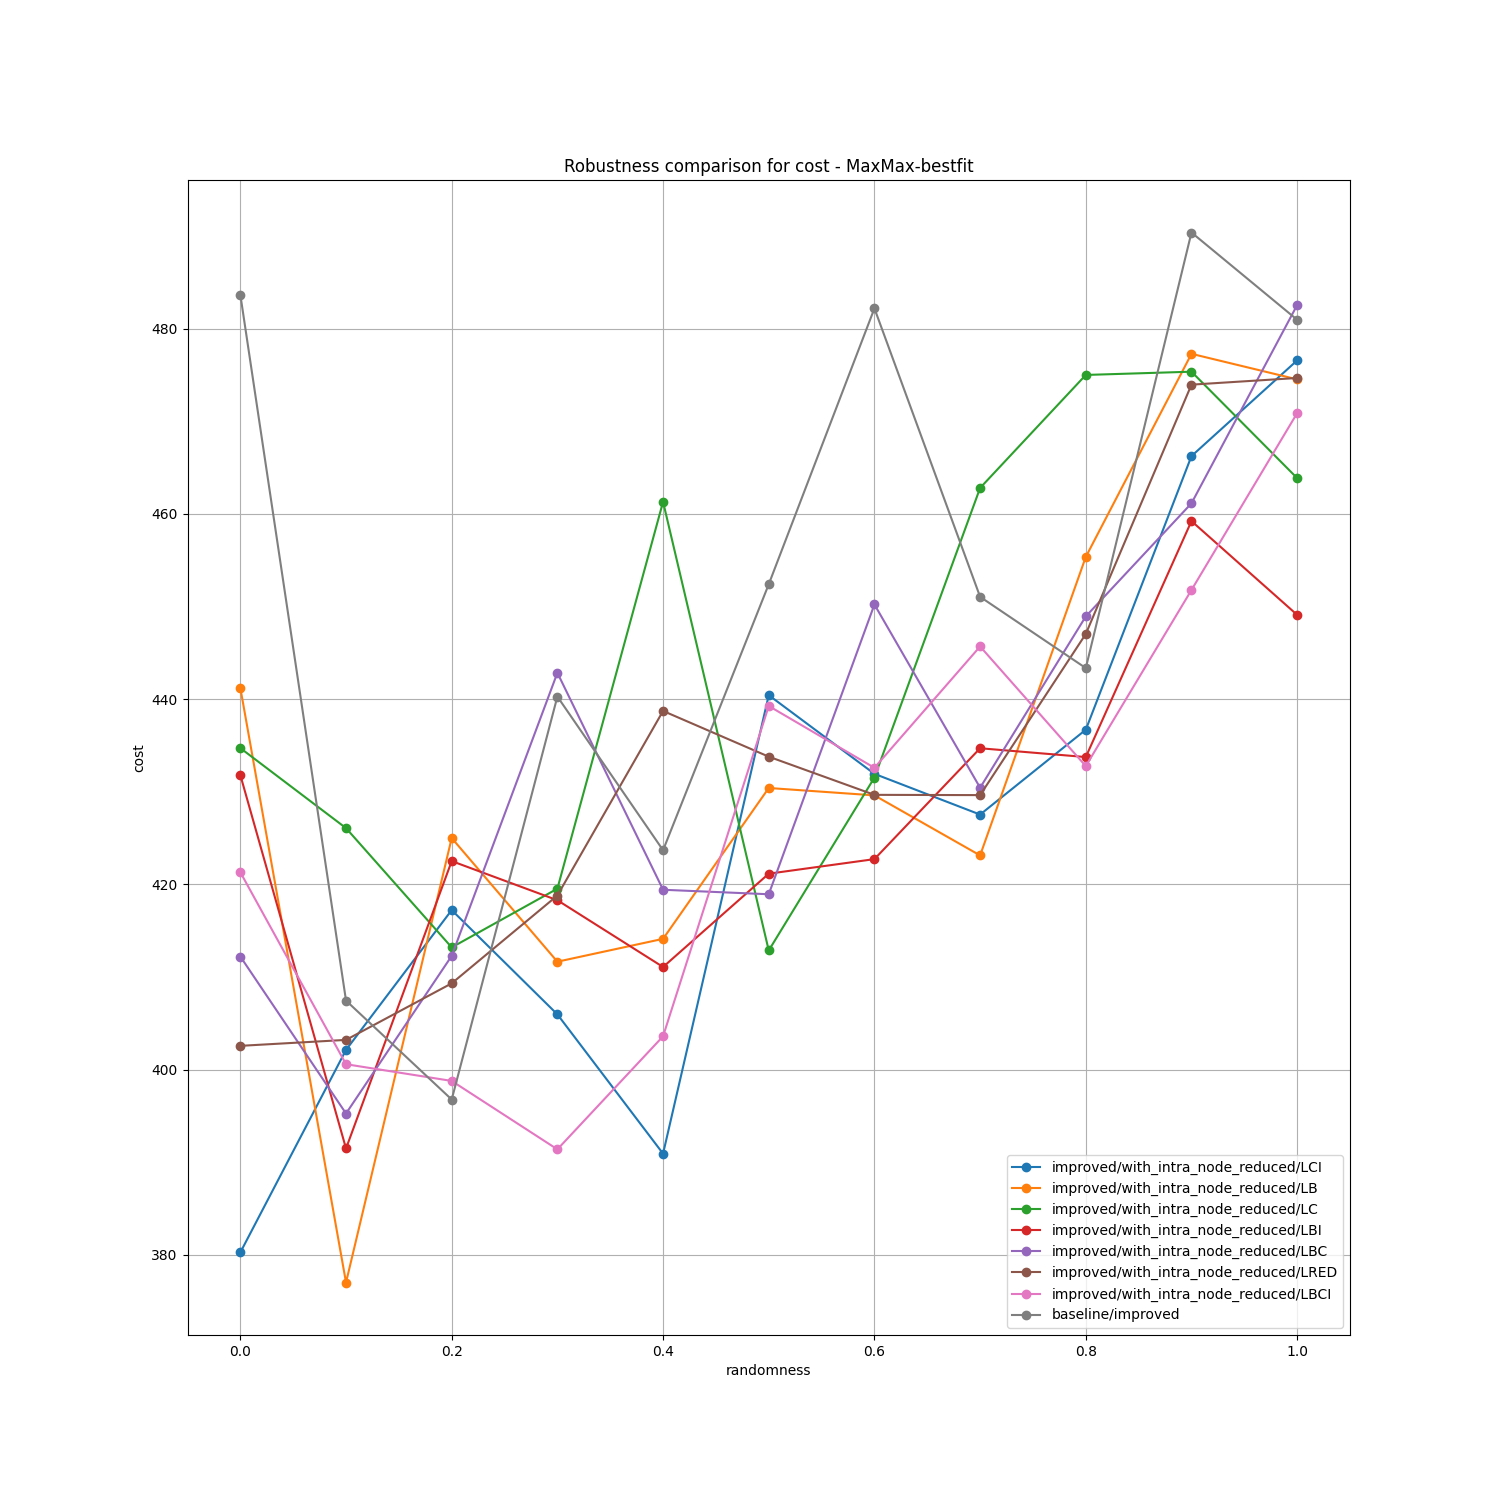 Robustness comparison for cost - MaxMax-bestfit
480
460
440
420
400
380
cost
0.0
0.2
0.4
0.6
0.8
1.0
randomness
improved/with_intra_node_reduced/LCI
improved/with_intra_node_reduced/LB
improved/with_intra_node_reduced/LC
improved/with_intra_node_reduced/LBI
improved/with_intra_node_reduced/LBC
improved/with_intra_node_reduced/LRED
improved/with_intra_node_reduced/LBCI
baseline/improved